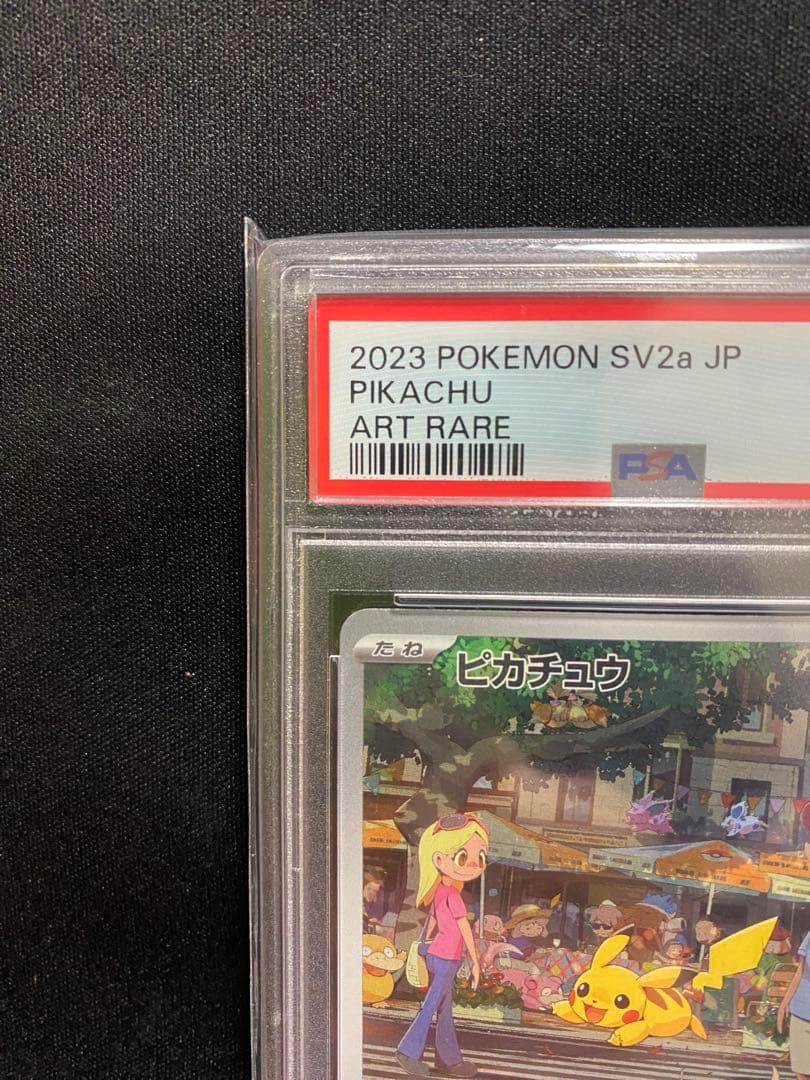 2023 POKEMON SV2a JP
PIKACHU
ART RARE
PSA
たね
ピカチュウ